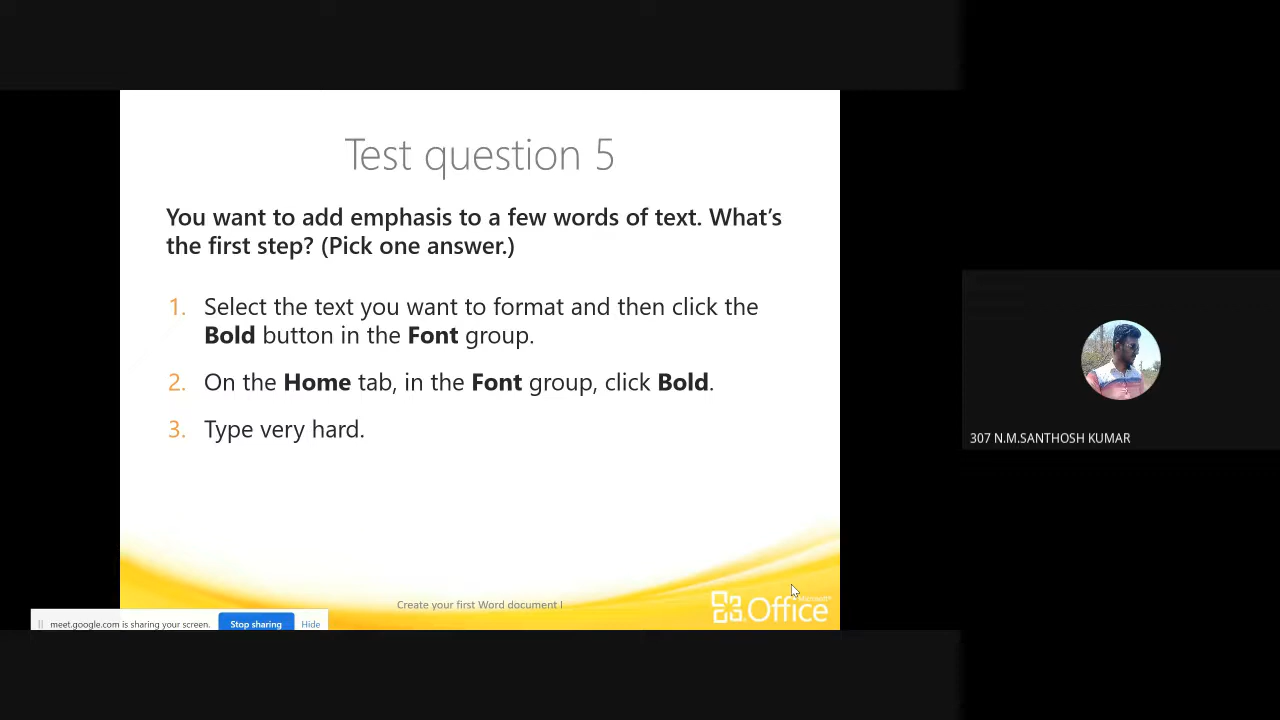 Test question 5
You want to add emphasis to a few words of text. What's
the first step? (Pick one answer.)
1. Select the text you want to format and then click the
Bold button in the Font group.
2. On the Home tab, in the Font group, click Bold.
3. Type very hard.
307 N.M.SANTHOSH KUMAR
Create your first Word document I
Microsoft®
Office
meet.google.com is sharing your screen. Stop sharing Hide